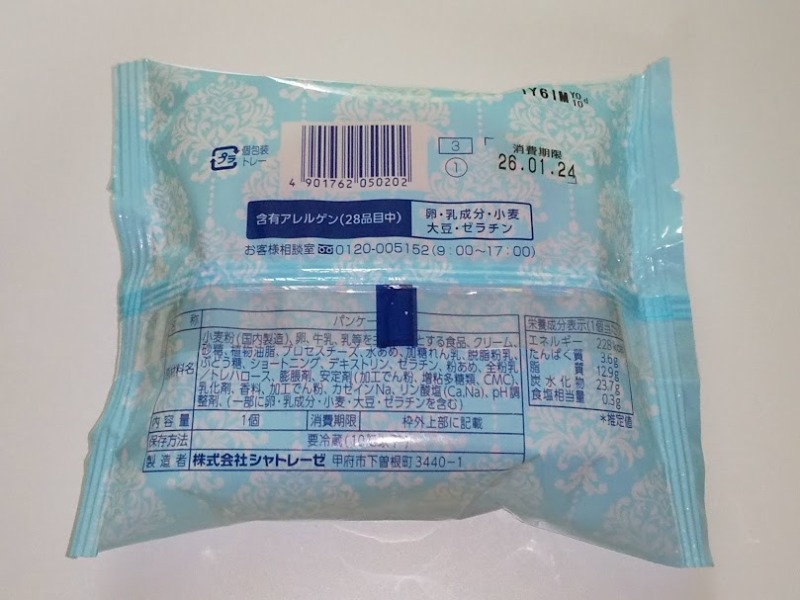 Y61M Y0
10
プラ
個包装
トレー
4 901762 050202
3
1
消費期限
26.01.24
含有アレルゲン(28品目中)
卵・乳成分・小麦
大豆・ゼラチン
お客様相談室 0120-005152(9:00〜17:00)
称 パンケー
小麦粉(国内製造)、卵、牛乳、乳等を とする食品、クリーム、
砂糖、植物油脂、プロセスチーズ、水あめ、加糖れん乳、脱脂粉乳、
ぶどう糖、ショートニング、デキストリン、ゼラチン、粉あめ、全粉乳
/トレハロース、膨脹剤、安定剤(加工でん粉、増粘多糖類、CMC)、
乳化剤、香料、加工でん粉、カゼインNa、リン酸塩(Ca,Na)、pH調
整剤、(一部に卵・乳成分・小麦・大豆・ゼラチンを含む)
内容量 1個 消費期限 枠外上部に記載
保存方法 要冷蔵(10℃以下)
製造者 株式会社シャトレーゼ 甲府市下曽根町3440-1
栄養成分表示(1個当
エネルギー 228
たんぱく質 3.6g
脂質 12.9g
炭水化物 23.7g
食塩相当量 0.3g
*推定値